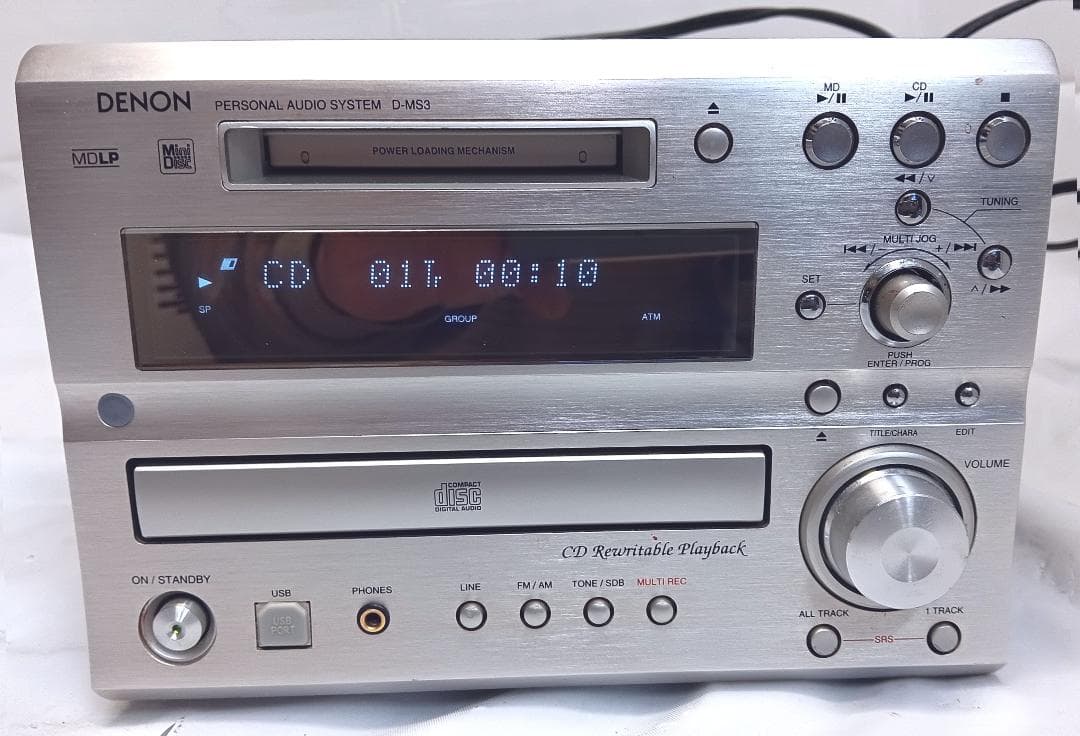 DENON PERSONAL AUDIO SYSTEM D-MS3
MDLP
Mini Disc
POWER LOADING MECHANISM
MD
CD
TUNING
MULTI JOG
SET
PUSH
ENTER / PROG
CD 01Tr 00:10
SP
GROUP
ATM
TITLE/CHARA
EDIT
VOLUME
COMPACT
disc
DIGITAL AUDIO
CD Rewritable Playback
ON / STANDBY
USB
USB
PORT
PHONES
LINE
FM / AM
TONE / SDB
MULTI REC
ALL TRACK
1 TRACK
SRS